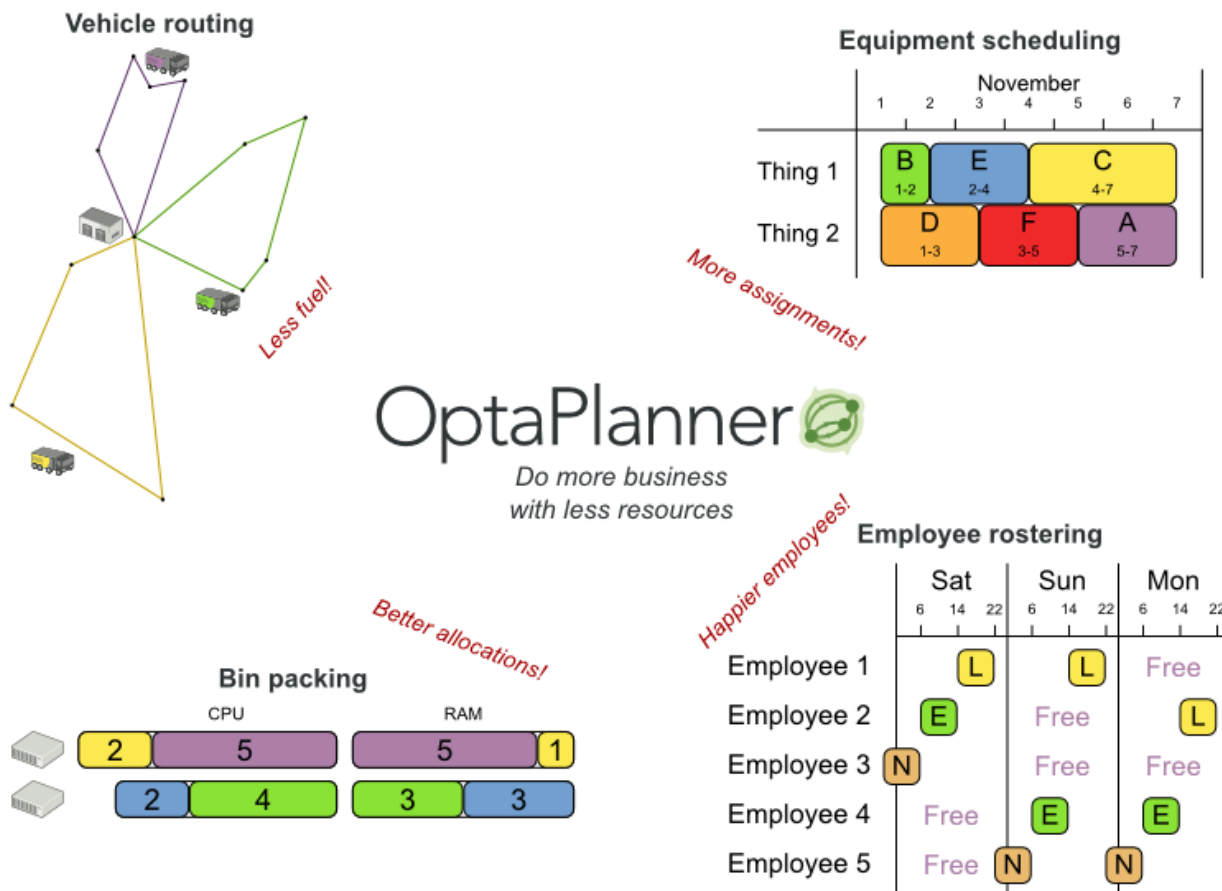 Vehicle routing
Less fuel!
Equipment scheduling
November
1 2 3 4 5 6 7
Thing 1 B E C
1-2 2-4 4-7
Thing 2 D F A
1-3 3-5 5-7
More assignments!
OptaPlanner
Do more business
with less resources
Better allocations!
Bin packing
CPU RAM
2 5 5 1
2 4 3 3
Happier employees!
Employee rostering
Sat Sun Mon
6 14 22 6 14 22 6 14 22
Employee 1 L L Free
Employee 2 E Free L
Employee 3 N Free Free
Employee 4 Free E E
Employee 5 Free N N